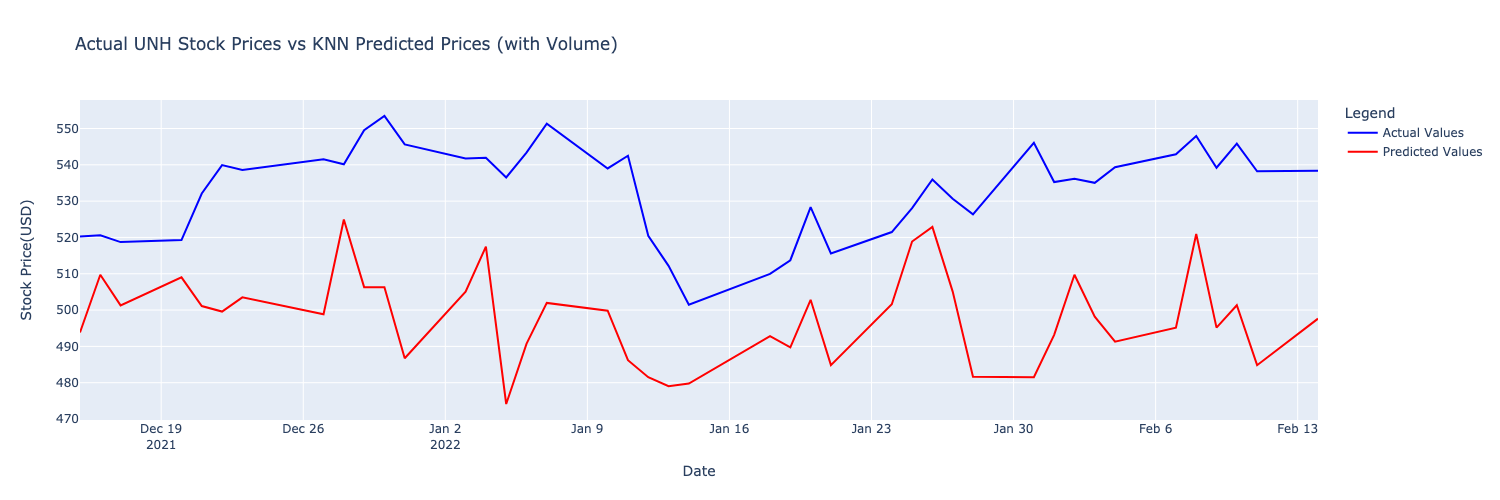 Actual UNH Stock Prices vs KNN Predicted Prices (with Volume)
Legend
Actual Values
Predicted Values
Stock Price(USD)
550
540
530
520
510
500
490
480
470
Dec 19
2021
Dec 26
Jan 2
2022
Jan 9
Jan 16
Jan 23
Jan 30
Feb 6
Feb 13
Date